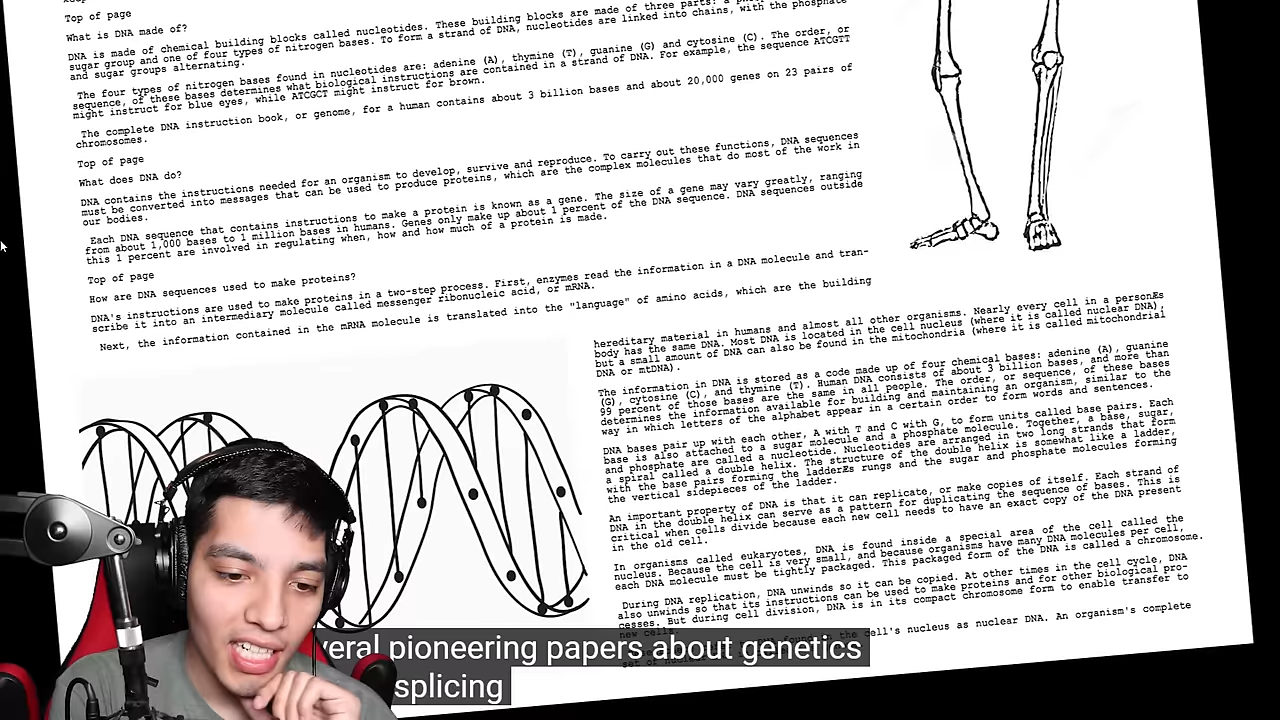 Top of page
What is DNA made of?
DNA is made of chemical building blocks called nucleotides. These building blocks are made of three parts: a
sugar group and one of four types of nitrogen bases. To form a strand of DNA, nucleotides are linked into chains, with the phosphate
and sugar groups alternating.
The four types of nitrogen bases found in nucleotides are: adenine (A), thymine (T), guanine (G) and cytosine (C). The order, or
sequence, of these bases determines what biological instructions are contained in a strand of DNA. For example, the sequence ATCGTT
might instruct for blue eyes, while ATCGCT might instruct for brown.
The complete DNA instruction book, or genome, for a human contains about 3 billion bases and about 20,000 genes on 23 pairs of
chromosomes.
Top of page
What does DNA do?
DNA contains the instructions needed for an organism to develop, survive and reproduce. To carry out these functions, DNA sequences
must be converted into messages that can be used to produce proteins, which are the complex molecules that do most of the work in
our bodies.
Each DNA sequence that contains instructions to make a protein is known as a gene. The size of a gene may vary greatly, ranging
from about 1,000 bases to 1 million bases in humans. Genes only make up about 1 percent of the DNA sequence. DNA sequences outside
this 1 percent are involved in regulating when, how and how much of a protein is made.
Top of page
How are DNA sequences used to make proteins?
DNA's instructions are used to make proteins in a two-step process. First, enzymes read the information in a DNA molecule and tran-
scribe it into an intermediary molecule called messenger ribonucleic acid, or mRNA.
Next, the information contained in the mRNA molecule is translated into the "language" of amino acids, which are the building
hereditary material in humans and almost all other organisms. Nearly every cell in a personÆs
body has the same DNA. Most DNA is located in the cell nucleus (where it is called nuclear DNA),
but a small amount of DNA can also be found in the mitochondria (where it is called mitochondrial
DNA or mtDNA).
The information in DNA is stored as a code made up of four chemical bases: adenine (A), guanine
(G), cytosine (C), and thymine (T). Human DNA consists of about 3 billion bases, and more than
99 percent of those bases are the same in all people. The order, or sequence, of these bases
determines the information available for building and maintaining an organism, similar to the
way in which letters of the alphabet appear in a certain order to form words and sentences.
DNA bases pair up with each other, A with T and C with G, to form units called base pairs. Each
base is also attached to a sugar molecule and a phosphate molecule. Together, a base, sugar,
and phosphate are called a nucleotide. Nucleotides are arranged in two long strands that form
a spiral called a double helix. The structure of the double helix is somewhat like a ladder,
with the base pairs forming the ladderÆs rungs and the sugar and phosphate molecules forming
the vertical sidepieces of the ladder.
An important property of DNA is that it can replicate, or make copies of itself. Each strand of
DNA in the double helix can serve as a pattern for duplicating the sequence of bases. This is
critical when cells divide because each new cell needs to have an exact copy of the DNA present
in the old cell.
In organisms called eukaryotes, DNA is found inside a special area of the cell called the
nucleus. Because the cell is very small, and because organisms have many DNA molecules per cell,
each DNA molecule must be tightly packaged. This packaged form of the DNA is called a chromosome.
During DNA replication, DNA unwinds so it can be copied. At other times in the cell cycle, DNA
also unwinds so that its instructions can be used to make proteins and for other biological pro-
cesses. But during cell division, DNA is in its compact chromosome form to enable transfer to
new cells.
found in the cell's nucleus as nuclear DNA. An organism's complete
veral pioneering papers about genetics
splicing